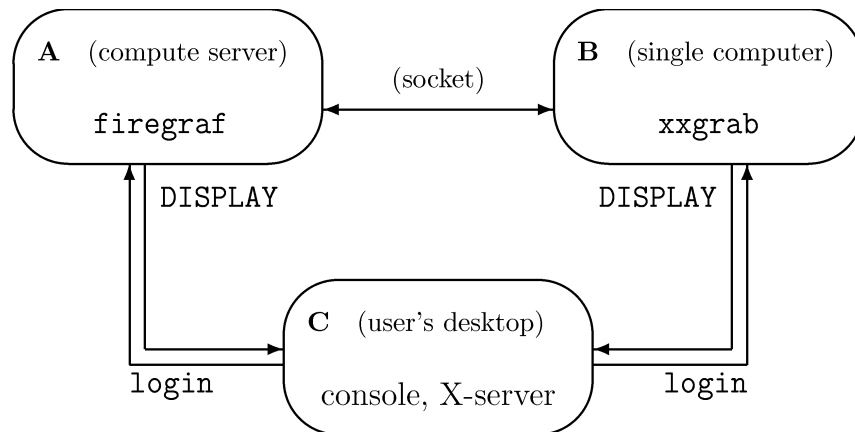 A (compute server)
firegraf
(socket)
B (single computer)
xxgrab
DISPLAY
DISPLAY
C (user's desktop)
console, X-server
login
login